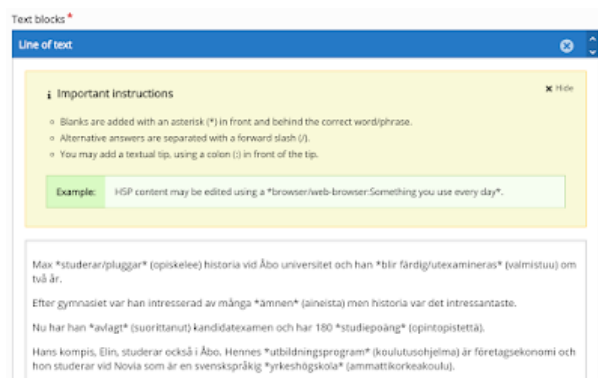 Text blocks *
Line of text
i Important instructions
Hide
Blanks are added with an asterisk (*) in front and behind the correct word/phrase.
Alternative answers are separated with a forward slash (/).
You may add a textual tip, using a colon (:) in front of the tip.
Example: H5P content may be edited using a *browser/web-browser:Something you use every day*.
Max *studerar/pluggar* (opiskelee) historia vid Åbo universitet och han *blir färdig/utexamineras* (valmistuu) om
två år.
Efter gymnasiet var han intresserad av många *ämnen* (aineista) men historia var det intressantaste.
Nu har han *avlagt* (suorittanut) kandidatexamen och har 180 *studiepoäng* (opintopistettä).
Hans kompis, Elin, studerar också i Åbo. Hennes *utbildningsprogram* (koulutusohjelma) är företagsekonomi och
hon studerar vid Novia som är en svenskspråkig *yrkeshögskola* (ammattikorkeakoulu).